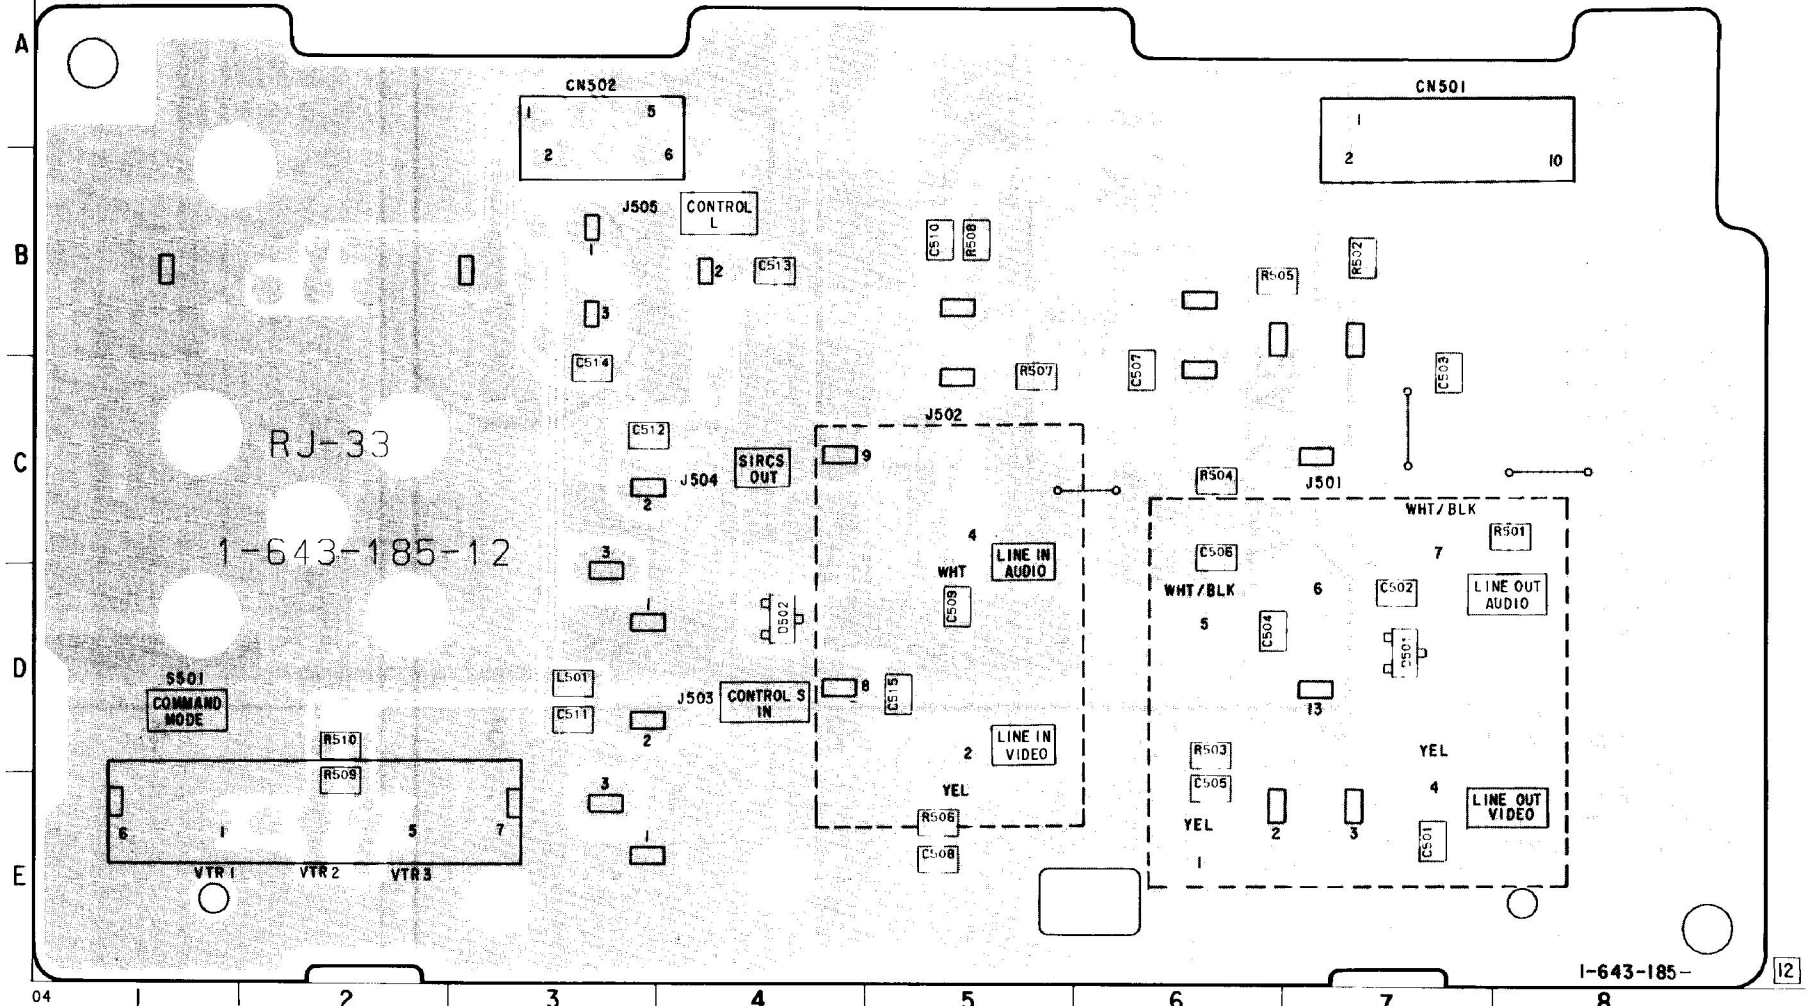 A
CN502
CN501
1
5
1
2
6
2
10
J505
CONTROL
L
B
1
2
C513
C510
R508
R505
R502
3
C514
R507
C507
C503
J502
RJ-33
C512
C
J504
SIRCS
OUT
9
R504
J501
2
WHT/BLK
4
R501
1-643-185-12
3
LINE IN
AUDIO
C506
7
WHT
WHT/BLK
6
C502
LINE OUT
AUDIO
1
D502
C509
5
C504
D501
D
S501
COMMAND
MODE
L501
J503
CONTROL S
IN
8
C515
C511
13
R510
2
2
LINE IN
VIDEO
R503
YEL
R509
3
YEL
C505
4
LINE OUT
VIDEO
6
1
5
7
1
R506
YEL
2
3
C501
E
VTR1
VTR2
VTR3
C508
1
1-643-185-
12
04
1
2
3
4
5
6
7
8